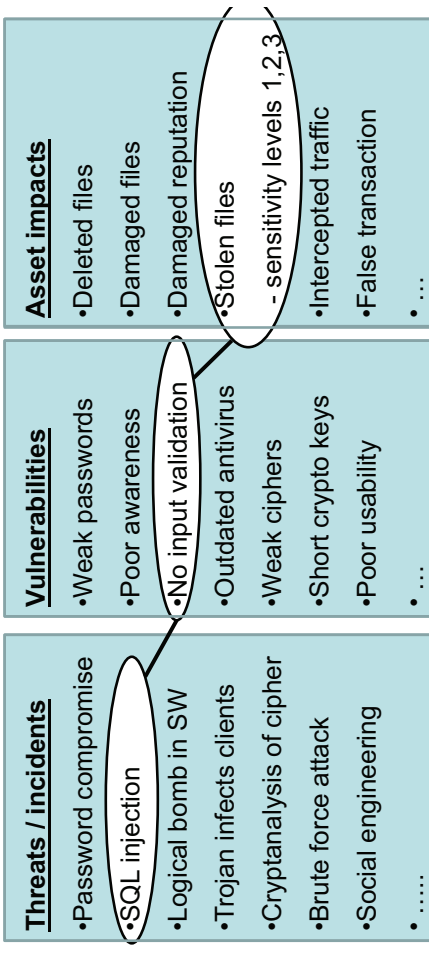 Threats / incidents
•Password compromise
•SQL injection
•Logical bomb in SW
•Trojan infects clients
•Cryptanalysis of cipher
•Brute force attack
•Social engineering
•…..
Vulnerabilities
•Weak passwords
•Poor awareness
•No input validation
•Outdated antivirus
•Weak ciphers
•Short crypto keys
•Poor usability
•…
Asset impacts
•Deleted files
•Damaged files
•Damaged reputation
•Stolen files
- sensitivity levels 1,2,3
•Intercepted traffic
•False transaction
•…